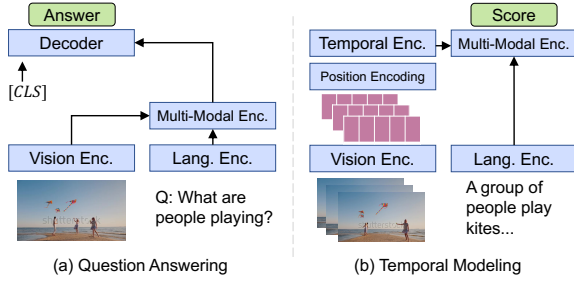 Answer
Decoder
[CLS]
Multi-Modal Enc.
Vision Enc.
Lang. Enc.
shutterstock
Q: What are
people playing?
(a) Question Answering
Score
Temporal Enc.
Multi-Modal Enc.
Position Encoding
Vision Enc.
Lang. Enc.
A group of
people play
kites...
(b) Temporal Modeling